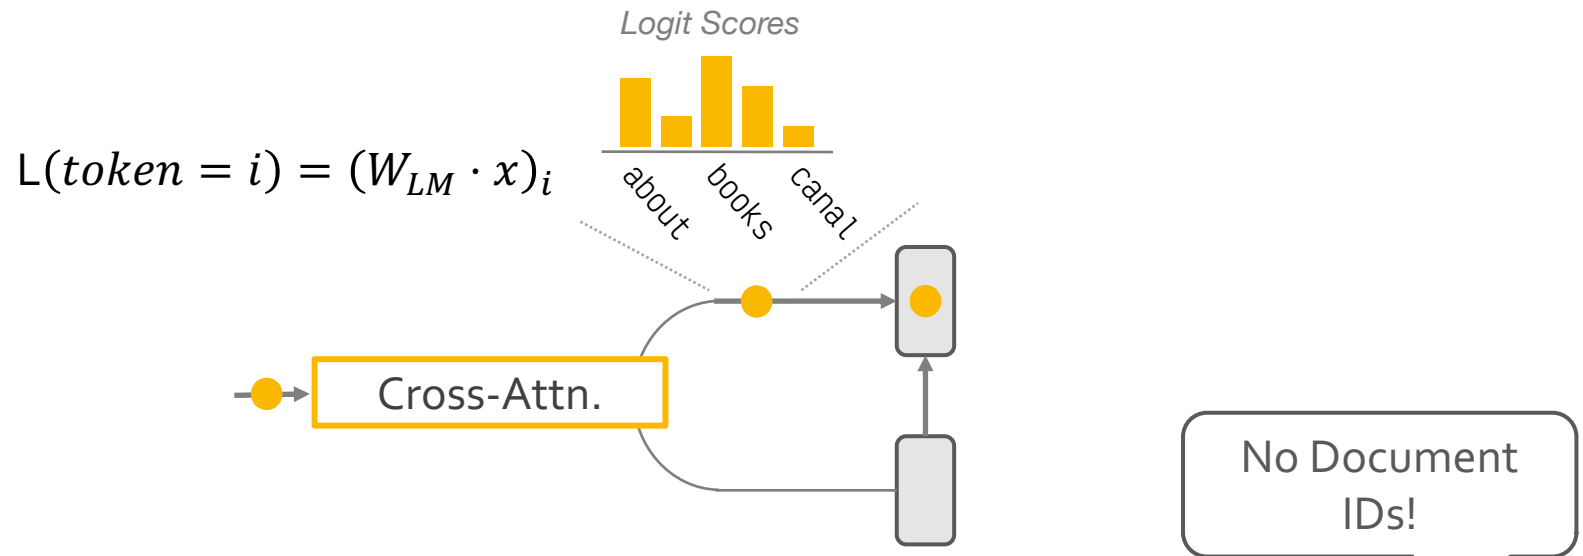 Logit Scores
L(token = i) = (W_LM · x)_i
about
books
canal
Cross-Attn.
No Document
IDs!